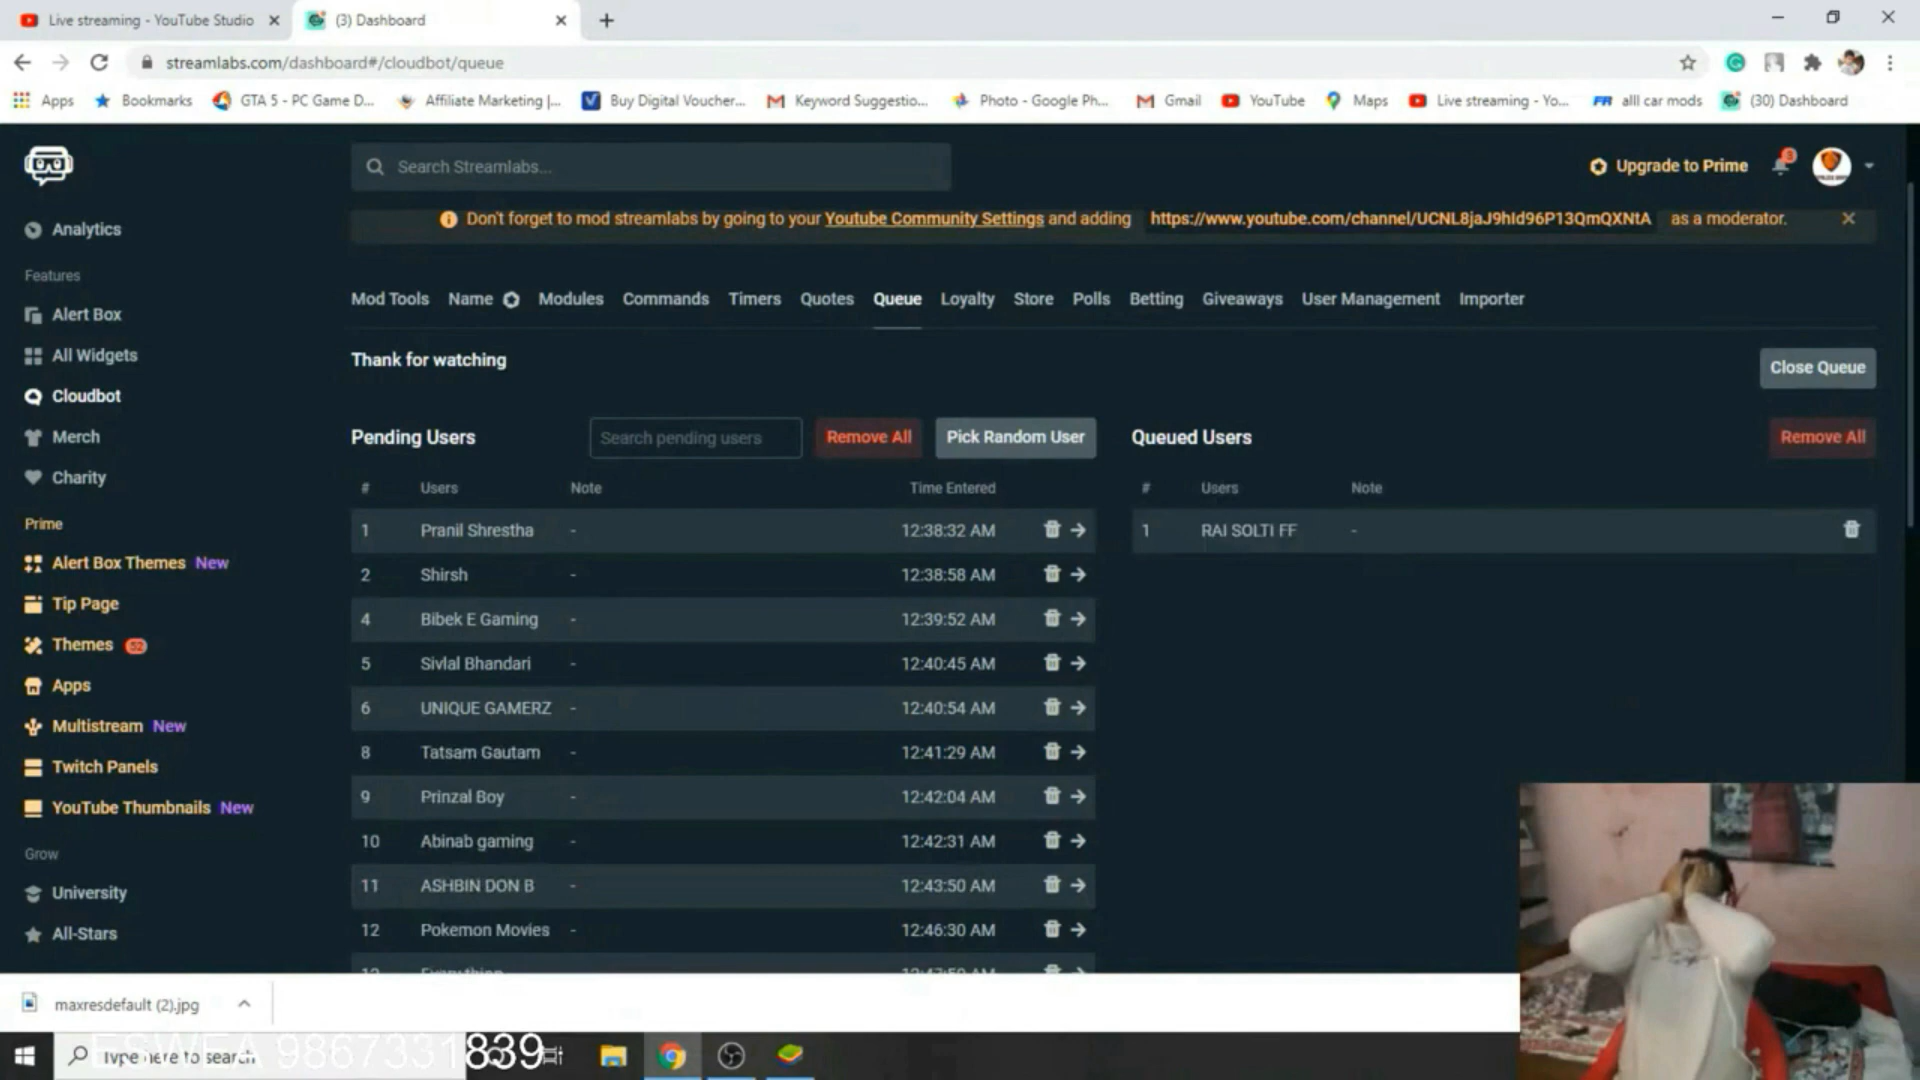 Live streaming - YouTube Studio
(3) Dashboard
streamlabs.com/dashboard#/cloudbot/queue
Apps
Bookmarks
GTA 5 - PC Game D...
Affiliate Marketing |...
Buy Digital Voucher...
Keyword Suggestio...
Photo - Google Ph...
Gmail
YouTube
Maps
Live streaming - Yo...
alll car mods
(30) Dashboard
Search Streamlabs...
Upgrade to Prime
Don't forget to mod streamlabs by going to your Youtube Community Settings and adding https://www.youtube.com/channel/UCNL8jaJ9hId96P13QmQXNtA as a moderator.
Analytics
Features
Alert Box
All Widgets
Cloudbot
Merch
Charity
Prime
Alert Box Themes New
Tip Page
Themes 52
Apps
Multistream New
Twitch Panels
YouTube Thumbnails New
Grow
University
All-Stars
Mod Tools Name Modules Commands Timers Quotes Queue Loyalty Store Polls Betting Giveaways User Management Importer
Thank for watching
Close Queue
Pending Users
Search pending users
Remove All
Pick Random User
# Users Note Time Entered
1 Pranil Shrestha - 12:38:32 AM
2 Shirsh - 12:38:58 AM
4 Bibek E Gaming - 12:39:52 AM
5 Sivlal Bhandari - 12:40:45 AM
6 UNIQUE GAMERZ - 12:40:54 AM
8 Tatsam Gautam - 12:41:29 AM
9 Prinzal Boy - 12:42:04 AM
10 Abinab gaming - 12:42:31 AM
11 ASHBIN DON B - 12:43:50 AM
12 Pokemon Movies - 12:46:30 AM
Queued Users
Remove All
# Users Note
1 RAI SOLTI FF -
maxresdefault (2).jpg
Type here to search
ESWEA 9867331839